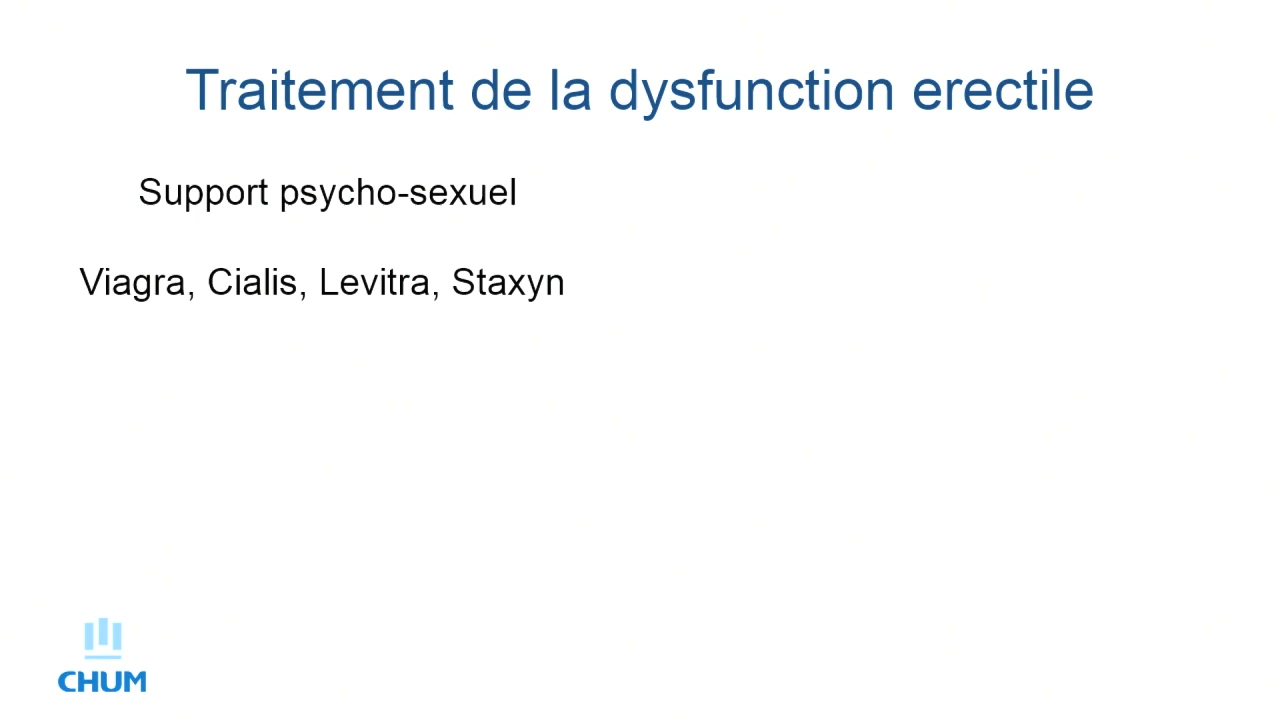 Traitement de la dysfunction erectile
Support psycho-sexuel
Viagra, Cialis, Levitra, Staxyn
CHUM